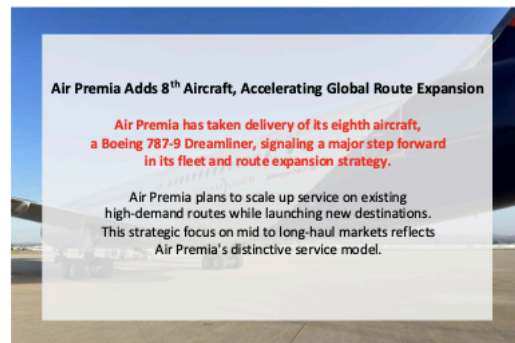 Air Premia Adds 8th Aircraft, Accelerating Global Route Expansion
Air Premia has taken delivery of its eighth aircraft,
a Boeing 787-9 Dreamliner, signaling a major step forward
in its fleet and route expansion strategy.
Air Premia plans to scale up service on existing
high-demand routes while launching new destinations.
This strategic focus on mid to long-haul markets reflects
Air Premia's distinctive service model.